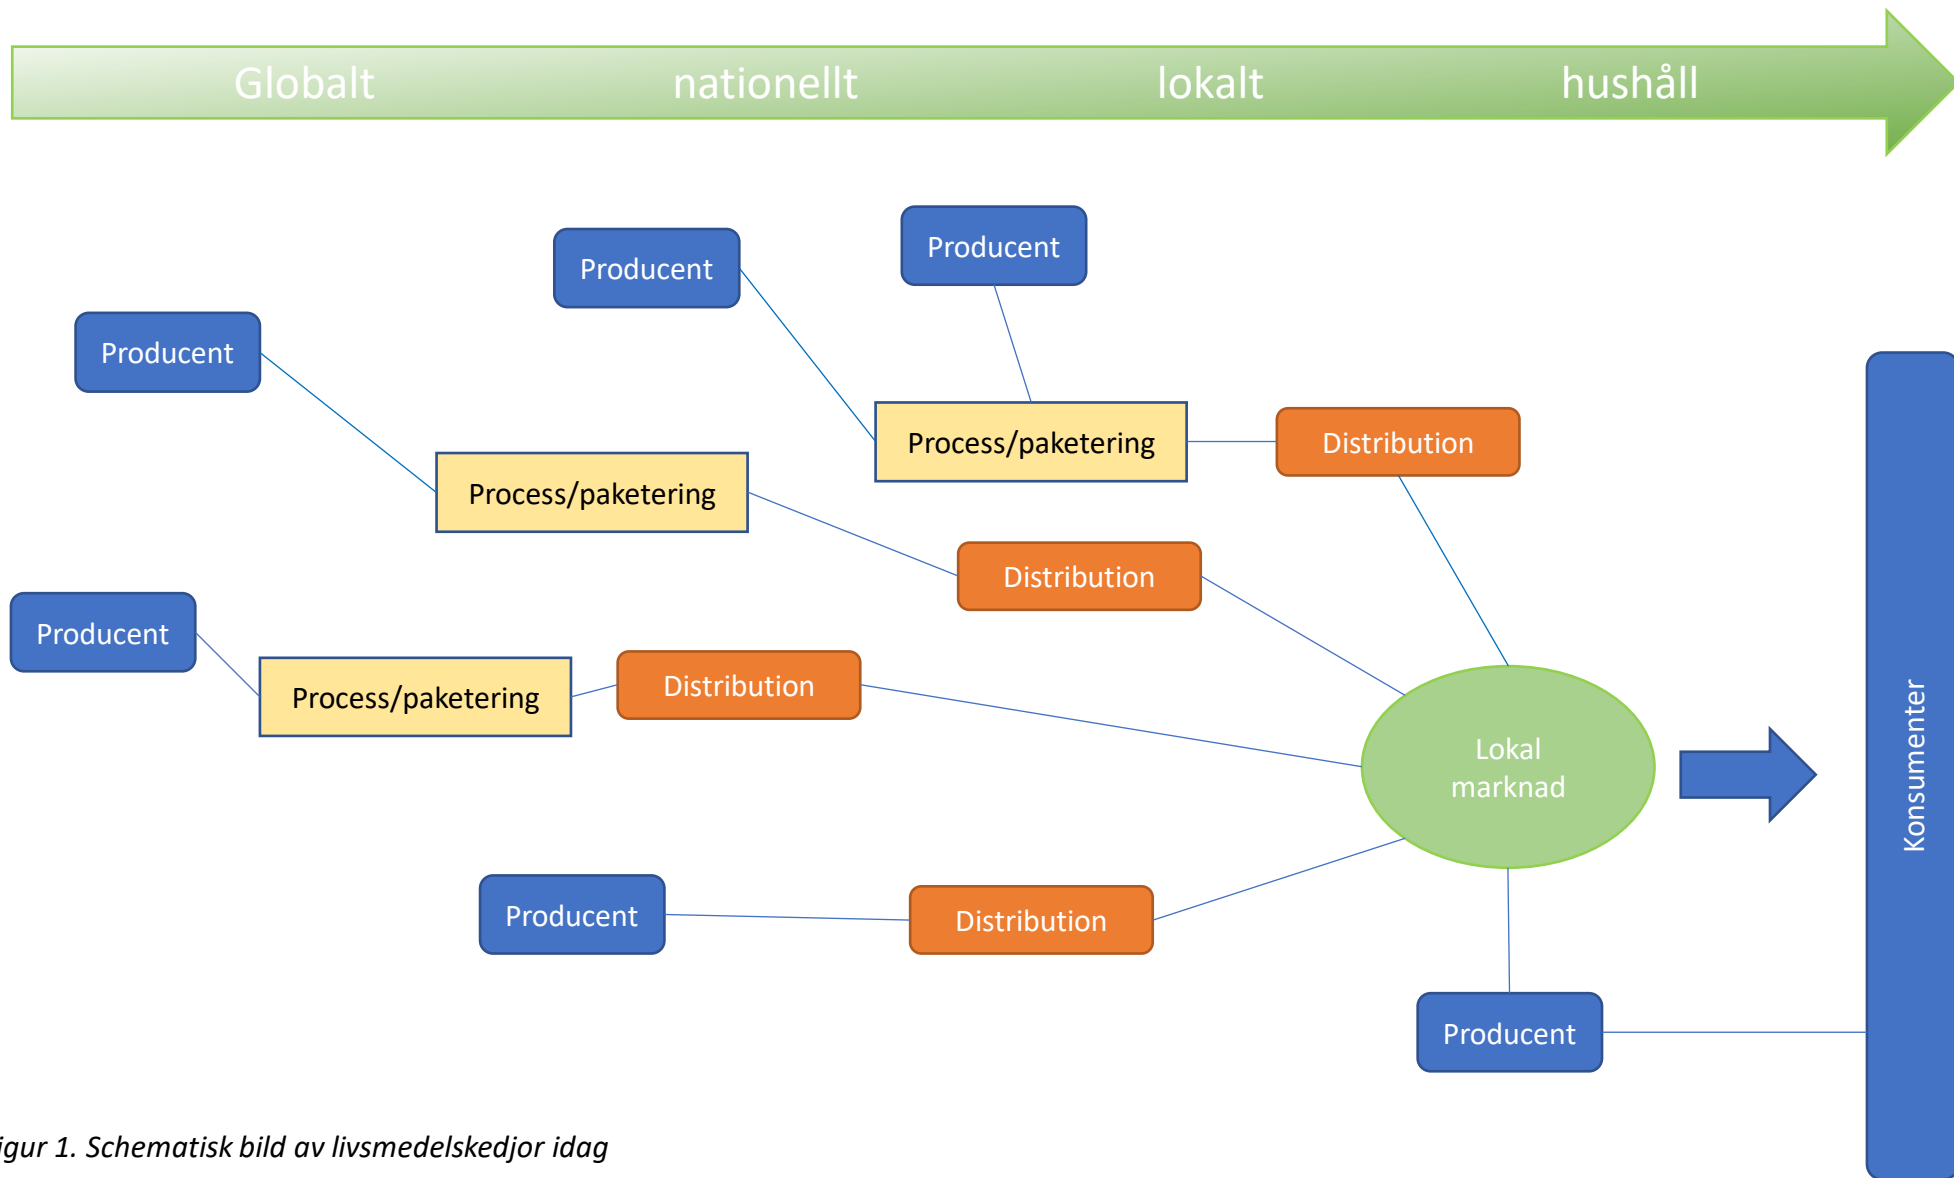 Globalt nationellt lokalt hushåll
Producent
Producent
Producent
Process/paketering
Distribution
Process/paketering
Distribution
Producent
Process/paketering
Distribution
Lokal
marknad
Konsumenter
Producent
Distribution
Producent
igur 1. Schematisk bild av livsmedelskedjor idag